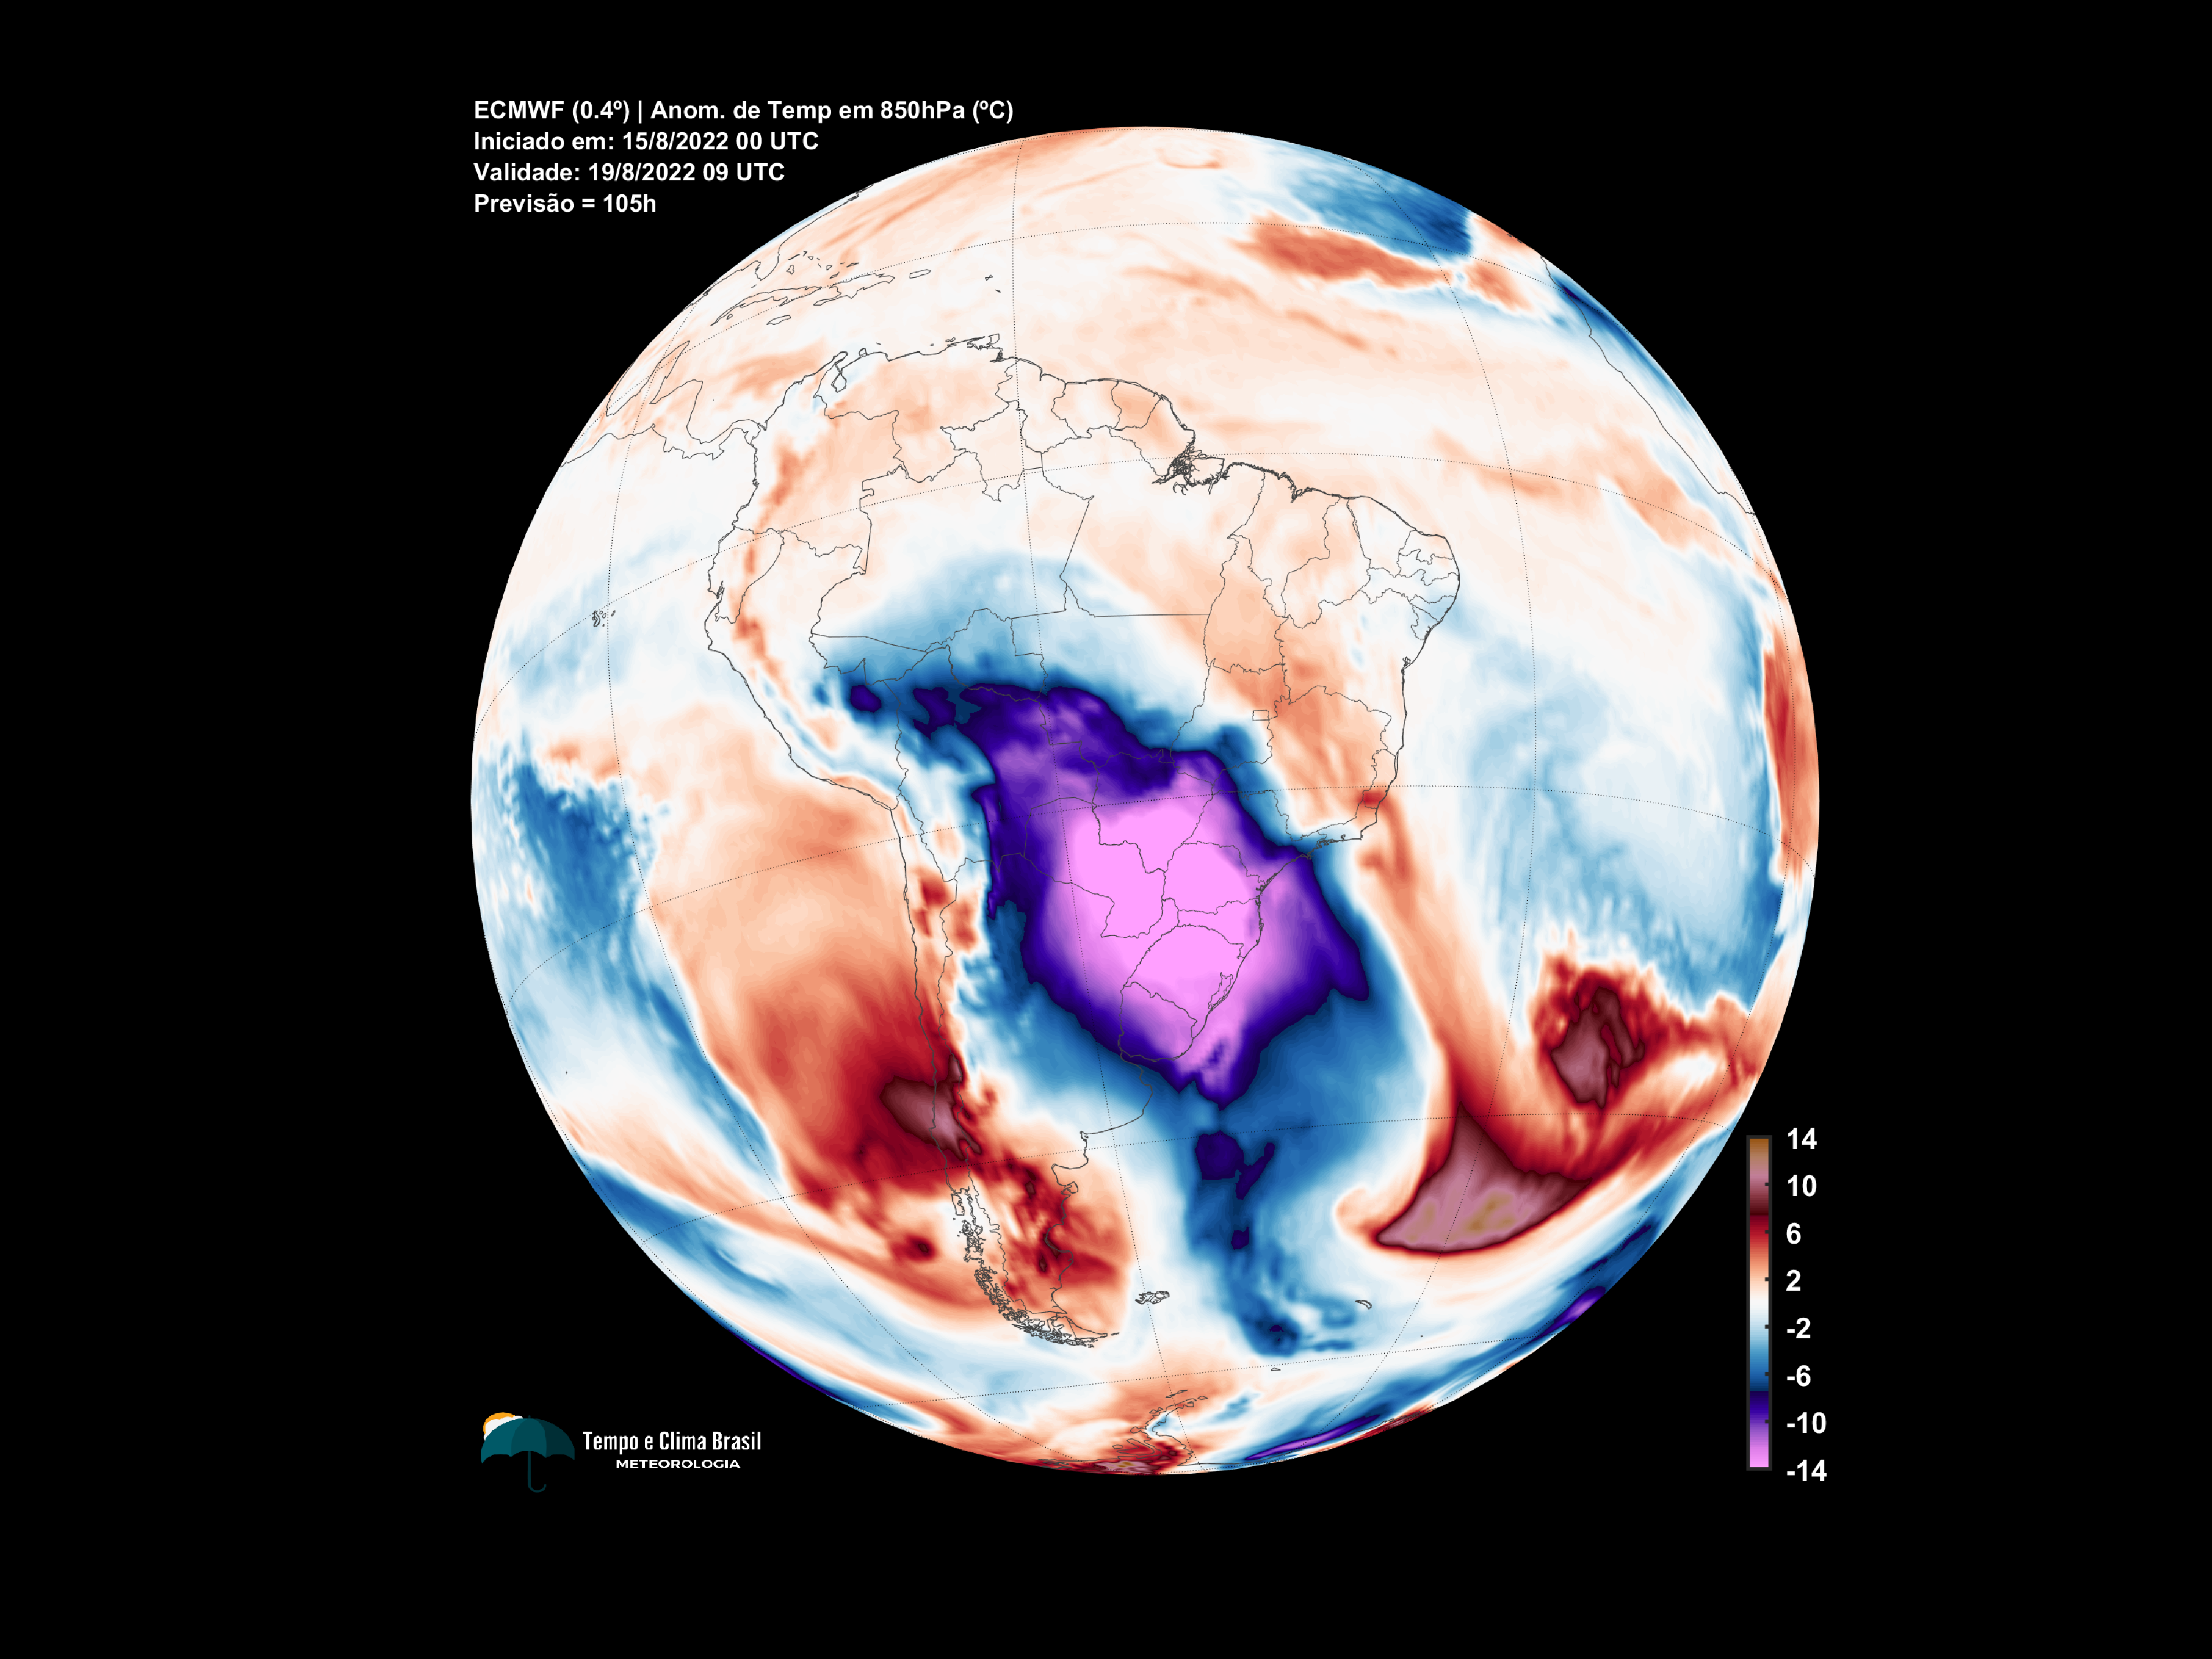 ECMWF (0.4º) | Anom. de Temp em 850hPa (ºC)
Iniciado em: 15/8/2022 00 UTC
Validade: 19/8/2022 09 UTC
Previsão = 105h
14
10
6
2
-2
-6
-10
-14
Tempo e Clima Brasil
METEOROLOGIA